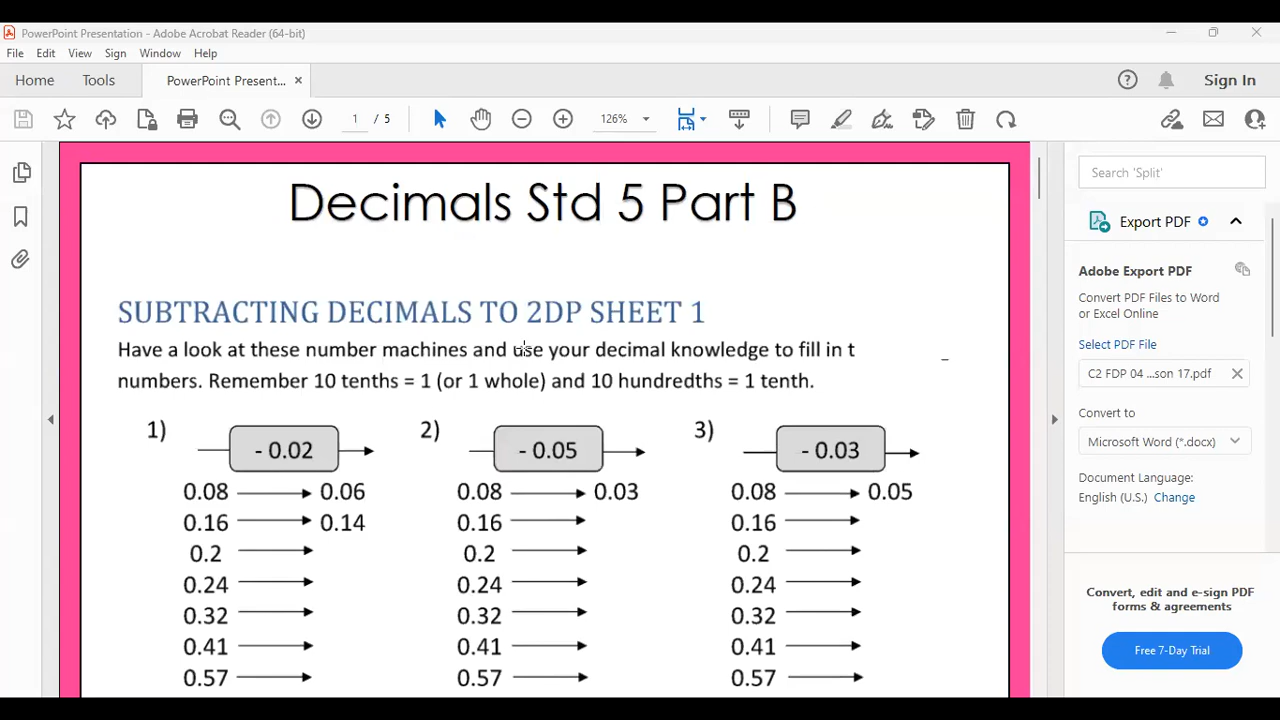 PowerPoint Presentation - Adobe Acrobat Reader (64-bit)
File Edit View Sign Window Help
Home Tools PowerPoint Present... × Sign In
1 / 5 126%
Decimals Std 5 Part B
SUBTRACTING DECIMALS TO 2DP SHEET 1
Have a look at these number machines and use your decimal knowledge to fill in t
numbers. Remember 10 tenths = 1 (or 1 whole) and 10 hundredths = 1 tenth.
1) 2) 3)
- 0.02 - 0.05 - 0.03
0.08 0.06 0.08 0.03 0.08 0.05
0.16 0.14 0.16 0.16
0.2 0.2 0.2
0.24 0.24 0.24
0.32 0.32 0.32
0.41 0.41 0.41
0.57 0.57 0.57
Search 'Split'
Export PDF
Adobe Export PDF
Convert PDF Files to Word
or Excel Online
Select PDF File
C2 FDP 04 ...son 17.pdf
Convert to
Microsoft Word (*.docx)
Document Language:
English (U.S.) Change
Convert, edit and e-sign PDF
forms & agreements
Free 7-Day Trial